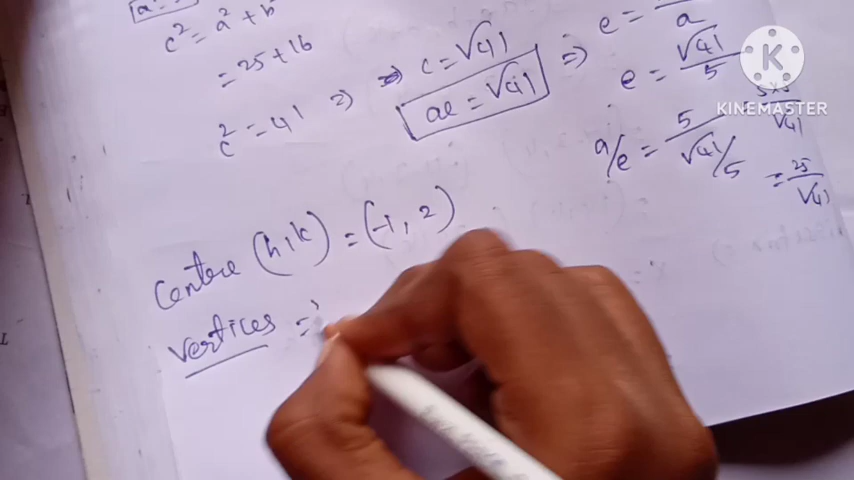 c² = a² + b
= 25 + 16
c² = 41 ⇒ ⇒ c = √41
ae = √41 ⇒
e = a
e = √41/5
a/e = 5/√41/5
√41
= 25/√41
Centre (h, k) = (-1, 2)
vertices ⇒
K
KINEMASTER